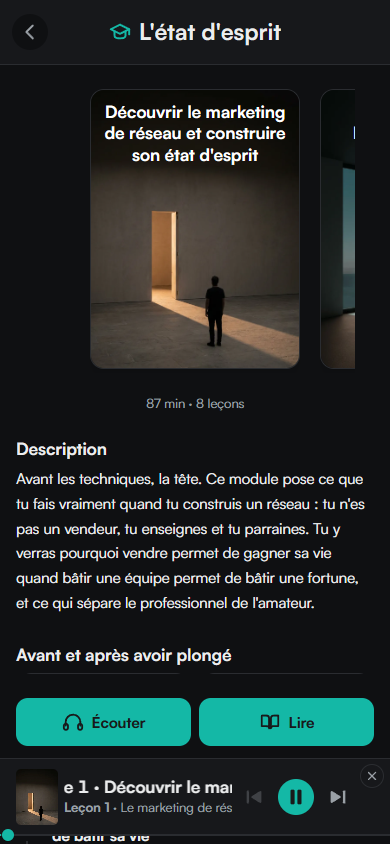 L'état d'esprit
Découvrir le marketing
de réseau et construire
son état d'esprit
87 min · 8 leçons
Description
Avant les techniques, la tête. Ce module pose ce que
tu fais vraiment quand tu construis un réseau : tu n'es
pas un vendeur, tu enseignes et tu parraines. Tu y
verras pourquoi vendre permet de gagner sa vie
quand bâtir une équipe permet de bâtir une fortune,
et ce qui sépare le professionnel de l'amateur.
Avant et après avoir plongé
Écouter
Lire
e 1 · Découvrir le mar
Leçon 1 · Le marketing de rés
de bâtir sa vie